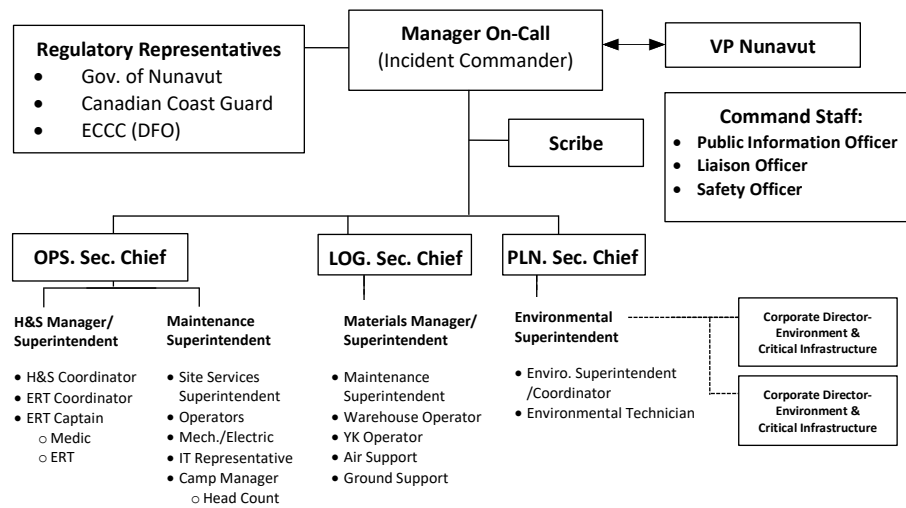 Manager On-Call
(Incident Commander)
VP Nunavut
Regulatory Representatives
• Gov. of Nunavut
• Canadian Coast Guard
• ECCC (DFO)
Command Staff:
• Public Information Officer
• Liaison Officer
• Safety Officer
Scribe
OPS. Sec. Chief
LOG. Sec. Chief
PLN. Sec. Chief
H&S Manager/
Superintendent
• H&S Coordinator
• ERT Coordinator
• ERT Captain
o Medic
o ERT
Maintenance
Superintendent
• Site Services
Superintendent
• Operators
• Mech./Electric
• IT Representative
• Camp Manager
o Head Count
Materials Manager/
Superintendent
• Maintenance
Superintendent
• Warehouse Operator
• YK Operator
• Air Support
• Ground Support
Environmental
Superintendent
• Enviro. Superintendent
/Coordinator
• Environmental Technician
Corporate Director-
Environment &
Critical Infrastructure
Corporate Director-
Environment &
Critical Infrastructure